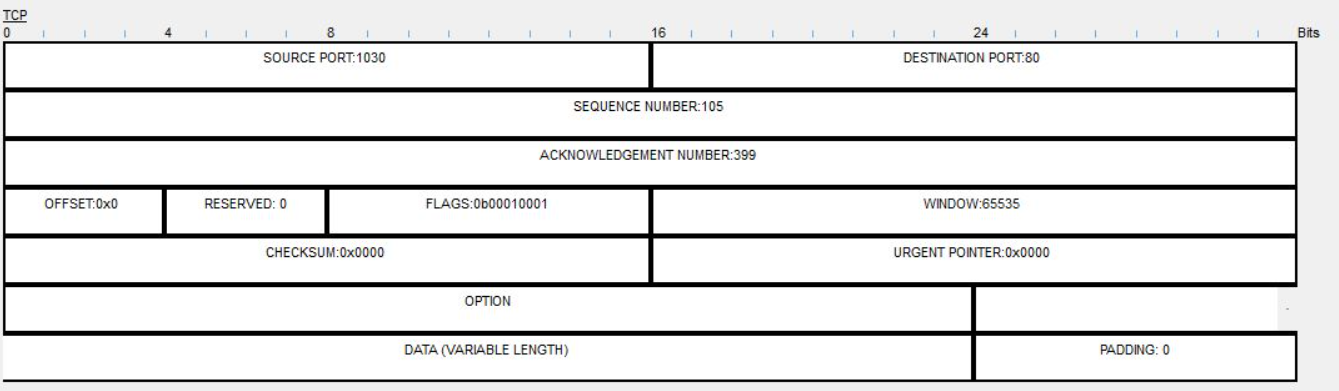 TCP
0 4 8 16 24 Bits
SOURCE PORT:1030 DESTINATION PORT:80
SEQUENCE NUMBER:105
ACKNOWLEDGEMENT NUMBER:399
OFFSET:0x0 RESERVED: 0 FLAGS:0b00010001 WINDOW:65535
CHECKSUM:0x0000 URGENT POINTER:0x0000
OPTION
DATA (VARIABLE LENGTH) PADDING: 0